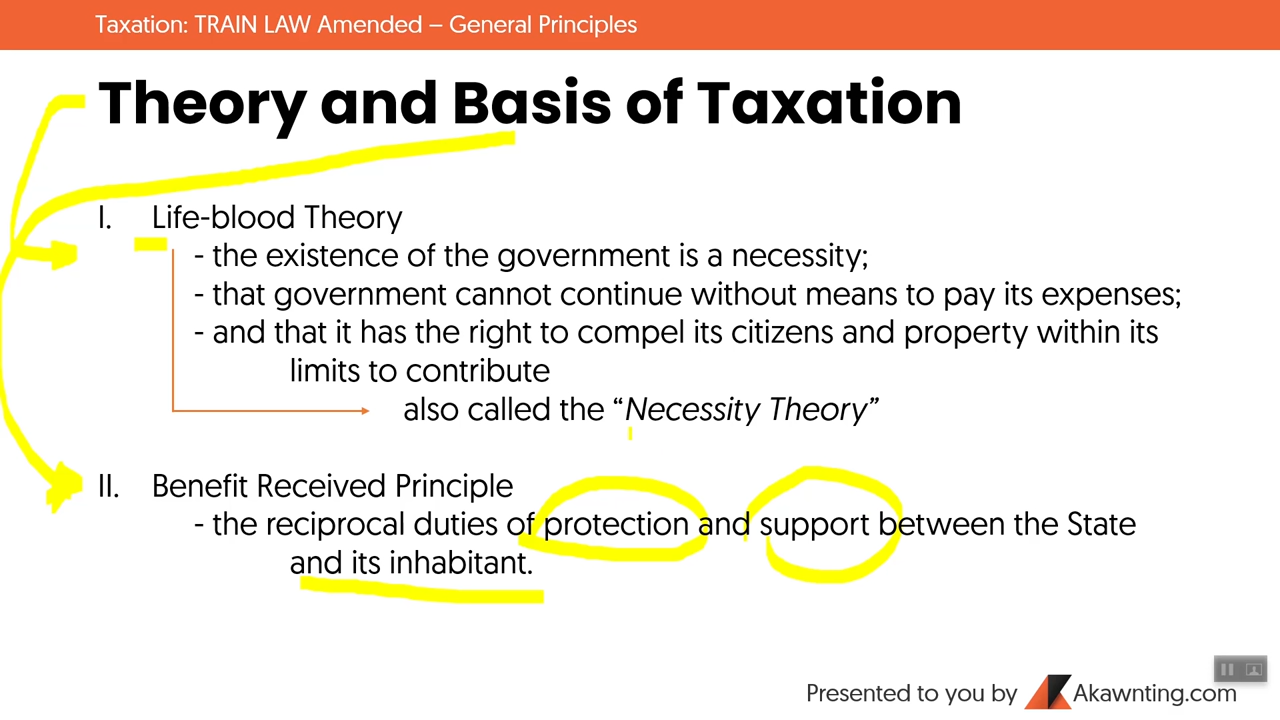 Taxation: TRAIN LAW Amended – General Principles
Theory and Basis of Taxation
I. Life-blood Theory
- the existence of the government is a necessity;
- that government cannot continue without means to pay its expenses;
- and that it has the right to compel its citizens and property within its
limits to contribute
also called the “Necessity Theory”
II. Benefit Received Principle
- the reciprocal duties of protection and support between the State
and its inhabitant.
Presented to you by Akawnting.com